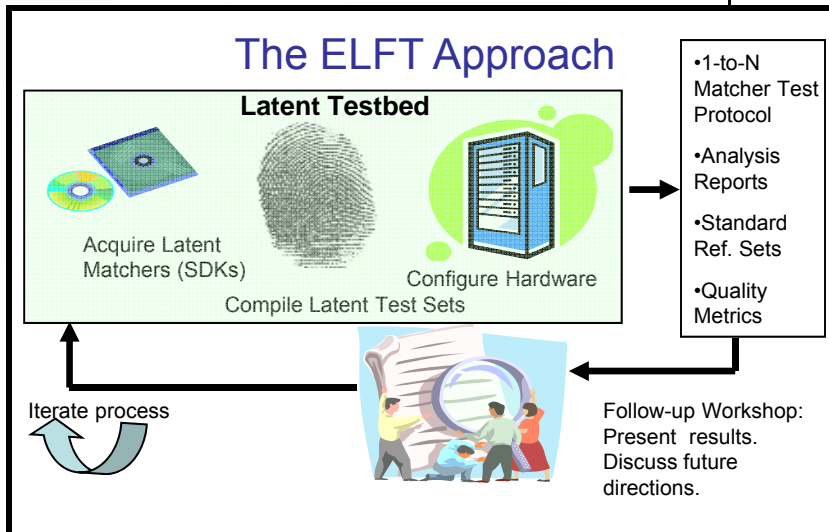 The ELFT Approach
Latent Testbed
Acquire Latent
Matchers (SDKs)
Compile Latent Test Sets
Configure Hardware
•1-to-N
Matcher Test
Protocol
•Analysis
Reports
•Standard
Ref. Sets
•Quality
Metrics
Iterate process
Follow-up Workshop:
Present results.
Discuss future
directions.